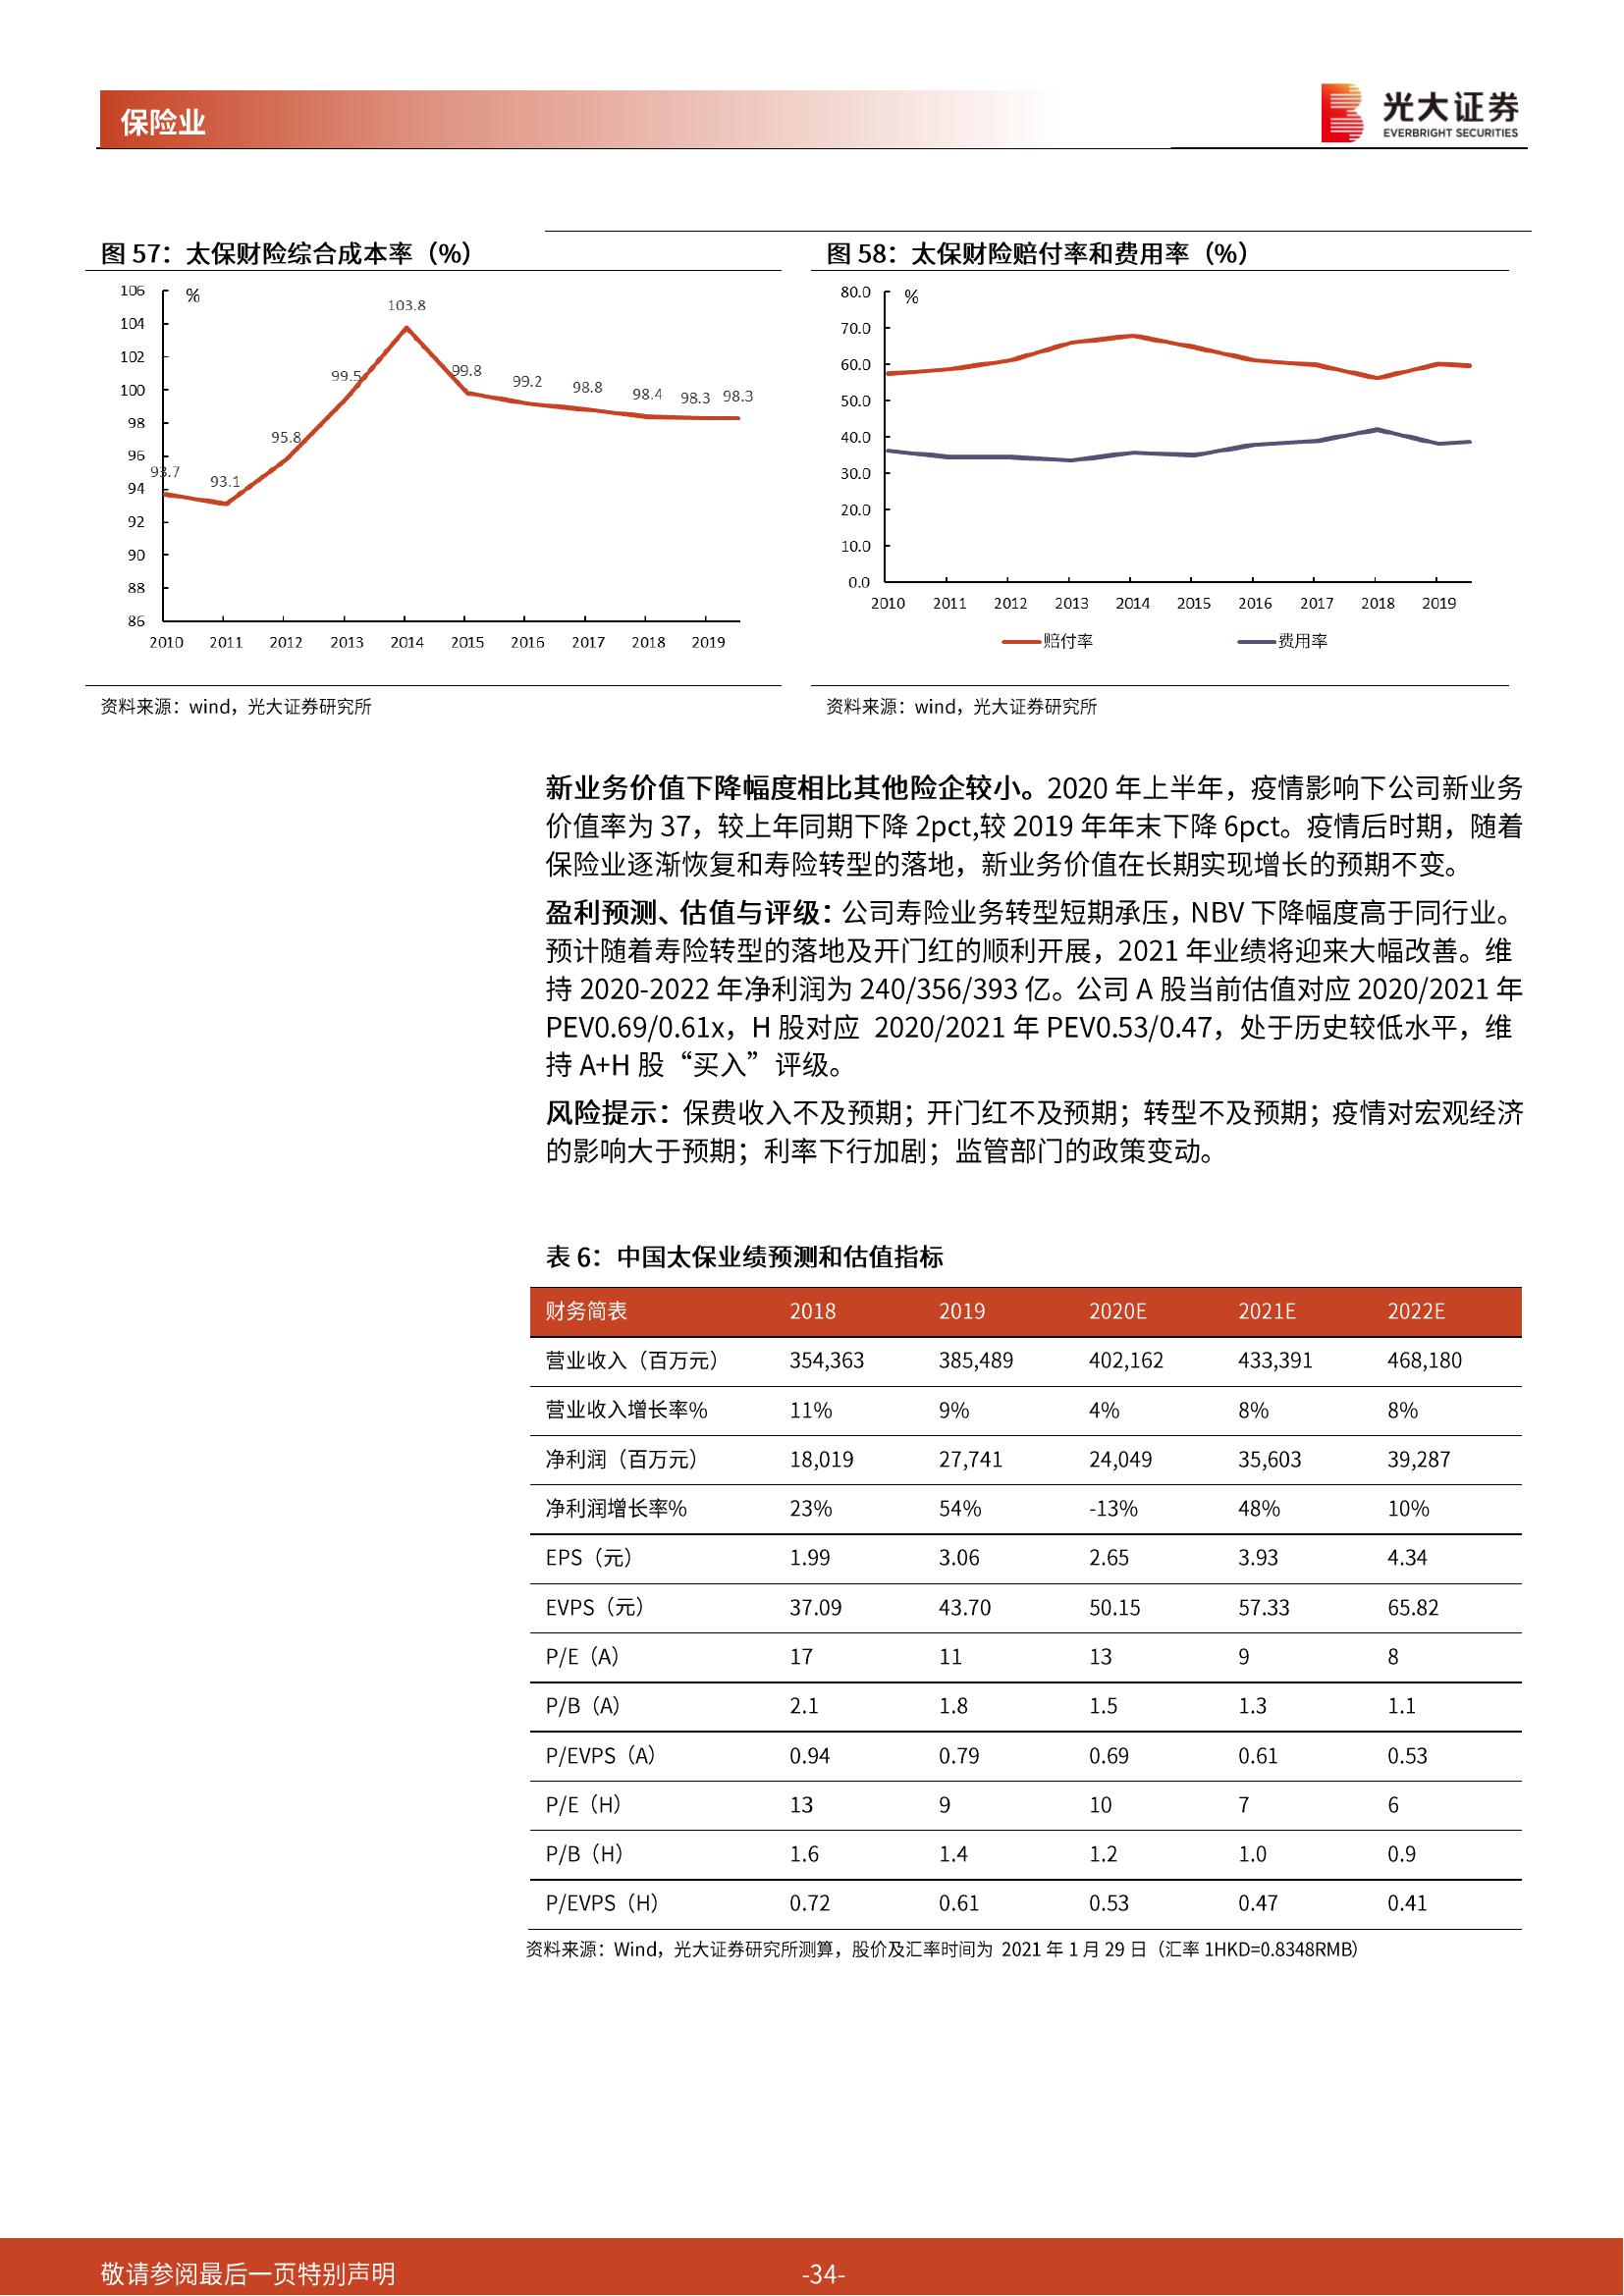 保险业
光大证券
EVERBRIGHT SECURITIES
图 57：太保财险综合成本率（%）
106
104
102
100
98
96
94
92
90
88
86
%
93.7
93.1
95.8
99.5
103.8
99.8
99.2
98.8
98.4
98.3
98.3
2010 2011 2012 2013 2014 2015 2016 2017 2018 2019
资料来源：wind，光大证券研究所
图 58：太保财险赔付率和费用率（%）
80.0
70.0
60.0
50.0
40.0
30.0
20.0
10.0
0.0
%
2010 2011 2012 2013 2014 2015 2016 2017 2018 2019
赔付率 费用率
资料来源：wind，光大证券研究所
新业务价值下降幅度相比其他险企较小。2020 年上半年，疫情影响下公司新业务
价值率为 37，较上年同期下降 2pct,较 2019 年年末下降 6pct。疫情后时期，随着
保险业逐渐恢复和寿险转型的落地，新业务价值在长期实现增长的预期不变。
盈利预测、估值与评级：公司寿险业务转型短期承压，NBV 下降幅度高于同行业。
预计随着寿险转型的落地及开门红的顺利开展，2021 年业绩将迎来大幅改善。维
持 2020-2022 年净利润为 240/356/393 亿。公司 A 股当前估值对应 2020/2021 年
PEV0.69/0.61x，H 股对应 2020/2021 年 PEV0.53/0.47，处于历史较低水平，维
持 A+H 股“买入”评级。
风险提示：保费收入不及预期；开门红不及预期；转型不及预期；疫情对宏观经济
的影响大于预期；利率下行加剧；监管部门的政策变动。
表 6：中国太保业绩预测和估值指标
财务简表 2018 2019 2020E 2021E 2022E
营业收入（百万元） 354,363 385,489 402,162 433,391 468,180
营业收入增长率% 11% 9% 4% 8% 8%
净利润（百万元） 18,019 27,741 24,049 35,603 39,287
净利润增长率% 23% 54% -13% 48% 10%
EPS（元） 1.99 3.06 2.65 3.93 4.34
EVPS（元） 37.09 43.70 50.15 57.33 65.82
P/E（A） 17 11 13 9 8
P/B（A） 2.1 1.8 1.5 1.3 1.1
P/EVPS（A） 0.94 0.79 0.69 0.61 0.53
P/E（H） 13 9 10 7 6
P/B（H） 1.6 1.4 1.2 1.0 0.9
P/EVPS（H） 0.72 0.61 0.53 0.47 0.41
资料来源：Wind，光大证券研究所测算，股价及汇率时间为 2021 年 1 月 29 日（汇率 1HKD=0.8348RMB）
敬请参阅最后一页特别声明
-34-